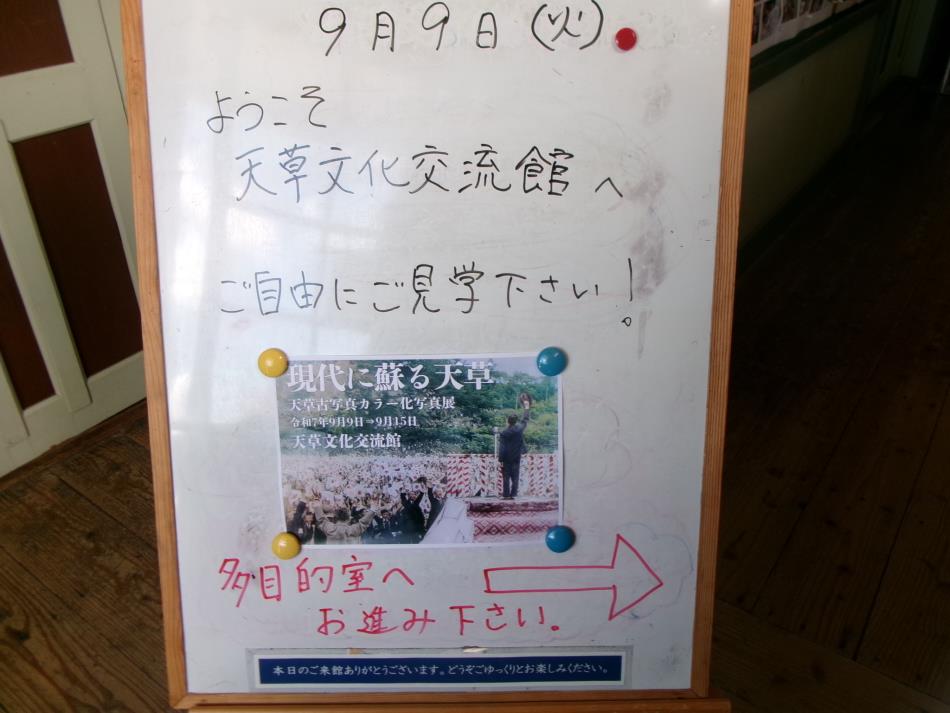 9月9日(火)
ようこそ
天草文化交流館へ
ご自由にご見学下さい!
現代に蘇る天草
天草古写真カラー化写真展
令和7年9月9日→9月15日
天草文化交流館
多目的室へ
お進み下さい。
本日のご来館ありがとうございます。どうぞごゆっくりとお楽しみください。